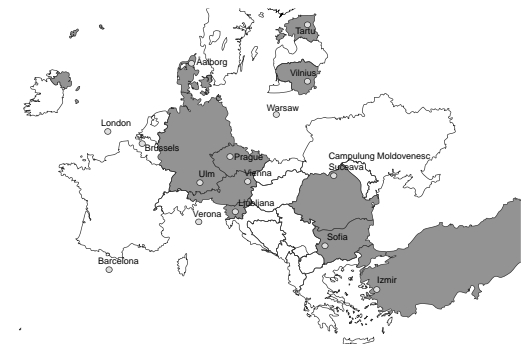 Tartu
Aalborg
Vilnius
Warsaw
London
Brussels
Prague
Campulung Moldovenesc
Suceava
Ulm
Vienna
Ljubljana
Verona
Sofia
Barcelona
Izmir